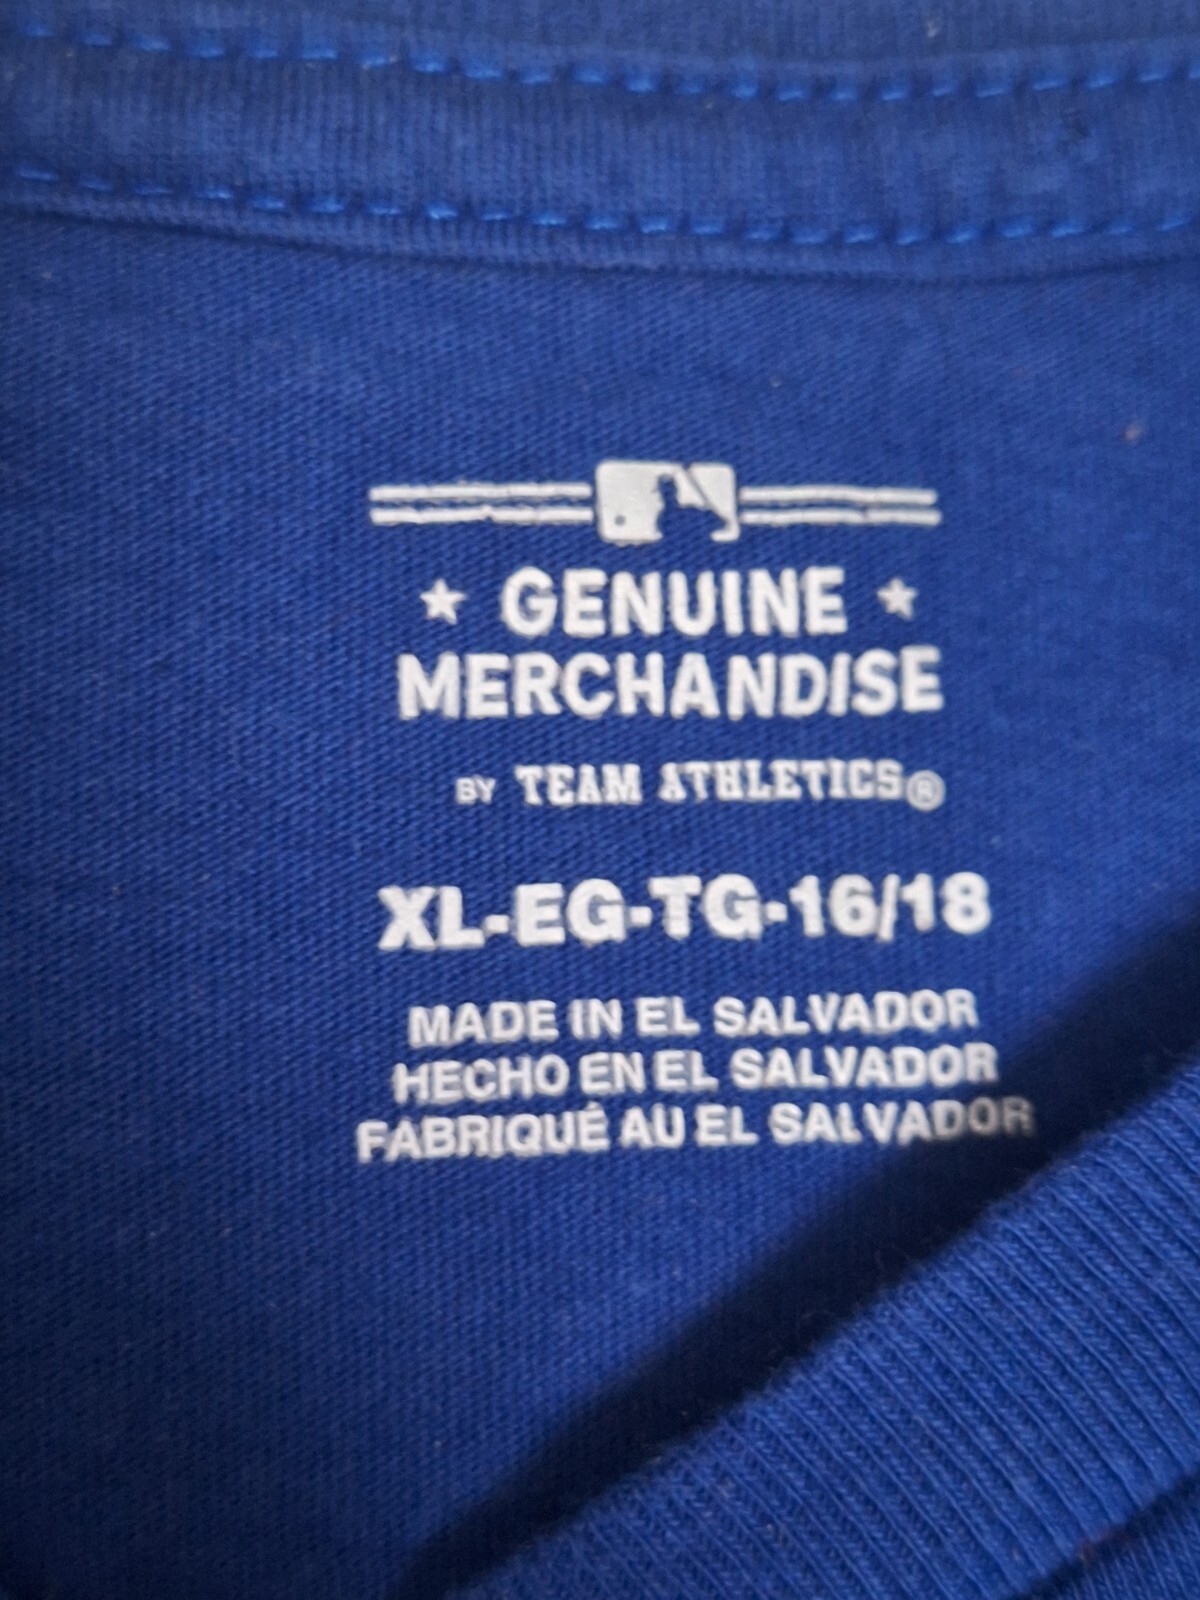 GENUINE
MERCHANDISE
BY TEAM ATHLETICS®
XL-EG-TG-16/18
MADE IN EL SALVADOR
HECHO EN EL SALVADOR
FABRIQUÉ AU EL SALVADOR